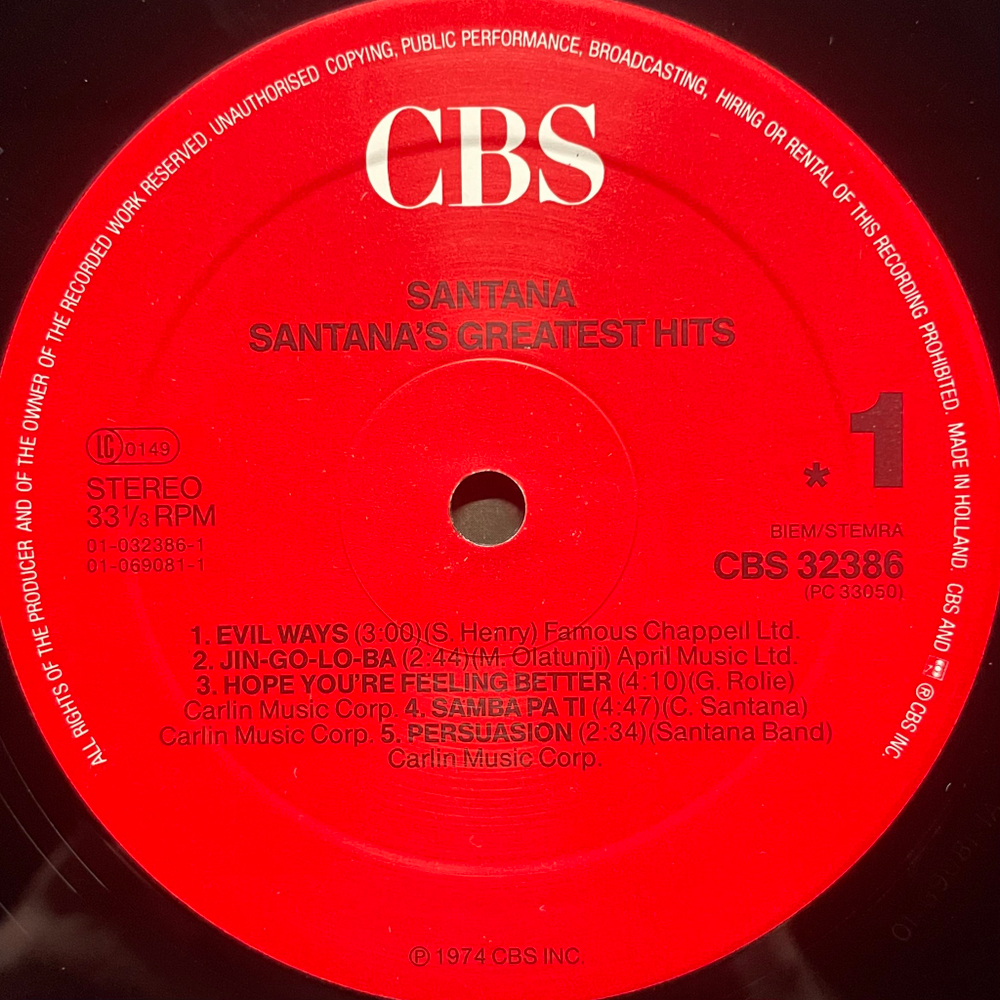 ALL RIGHTS OF THE PRODUCER AND OF THE OWNER OF THE RECORDED WORK RESERVED. UNAUTHORISED COPYING, PUBLIC PERFORMANCE, BROADCASTING, HIRING OR RENTAL OF THIS RECORDING PROHIBITED. MADE IN HOLLAND. CBS AND ® CBS INC.
CBS
SANTANA
SANTANA'S GREATEST HITS
LC 0149
STEREO
33 1/3 RPM
01-032386-1
01-069081-1
1
*
BIEM/STEMRA
CBS 32386
(PC 33050)
1. EVIL WAYS (3:00)(S. Henry) Famous Chappell Ltd.
2. JIN-GO-LO-BA (2:44)(M. Olatunji) April Music Ltd.
3. HOPE YOU'RE FEELING BETTER (4:10)(G. Rolie)
Carlin Music Corp. 4. SAMBA PA TI (4:47)(C. Santana)
Carlin Music Corp. 5. PERSUASION (2:34)(Santana Band)
Carlin Music Corp.
℗ 1974 CBS INC.